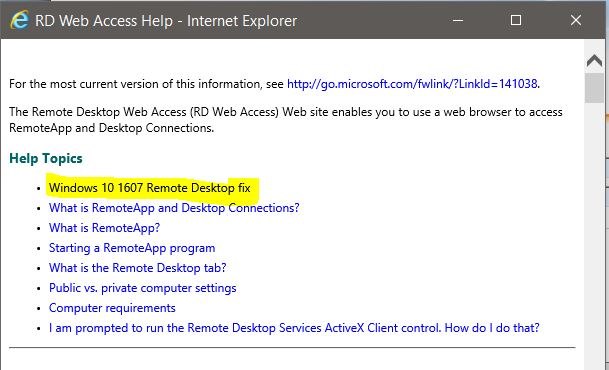 RD Web Access Help - Internet Explorer
For the most current version of this information, see http://go.microsoft.com/fwlink/?LinkId=141038.
The Remote Desktop Web Access (RD Web Access) Web site enables you to use a web browser to access
RemoteApp and Desktop Connections.
Help Topics
• Windows 10 1607 Remote Desktop fix
• What is RemoteApp and Desktop Connections?
• What is RemoteApp?
• Starting a RemoteApp program
• What is the Remote Desktop tab?
• Public vs. private computer settings
• Computer requirements
• I am prompted to run the Remote Desktop Services ActiveX Client control. How do I do that?